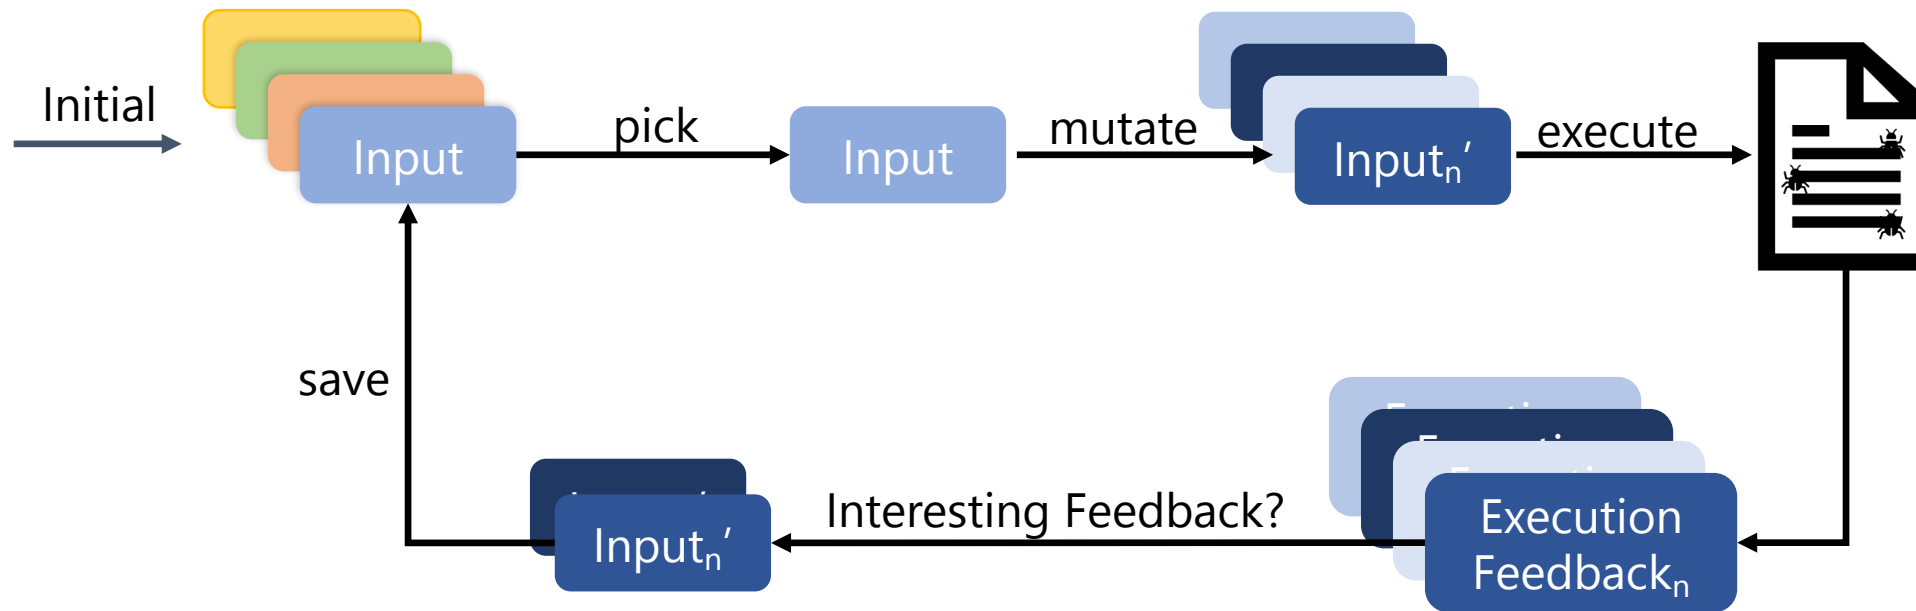 Initial
Input
pick
Input
mutate
Inputₙ′
execute
save
Inputₙ′
Interesting Feedback?
Execution
Feedbackₙ